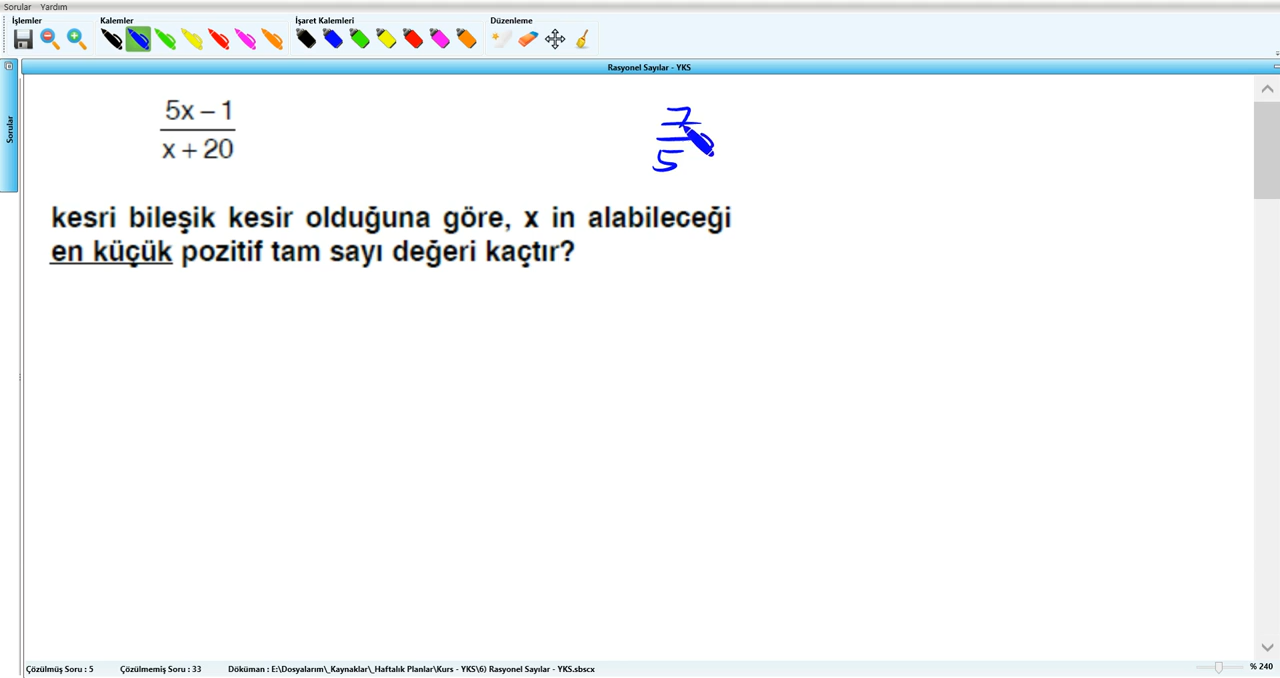 Sorular Yardım
İşlemler Kalemler İşaret Kalemleri Düzenleme
Rasyonel Sayılar - YKS
Sorular
5x – 1
x + 20
7
5
kesri bileşik kesir olduğuna göre, x in alabileceği
en küçük pozitif tam sayı değeri kaçtır?
Çözülmüş Soru : 5 Çözülmemiş Soru : 33 Döküman : E:\Dosyalarım\_Kaynaklar\_Haftalık Planlar\Kurs - YKS\6) Rasyonel Sayılar - YKS.sbscx % 240